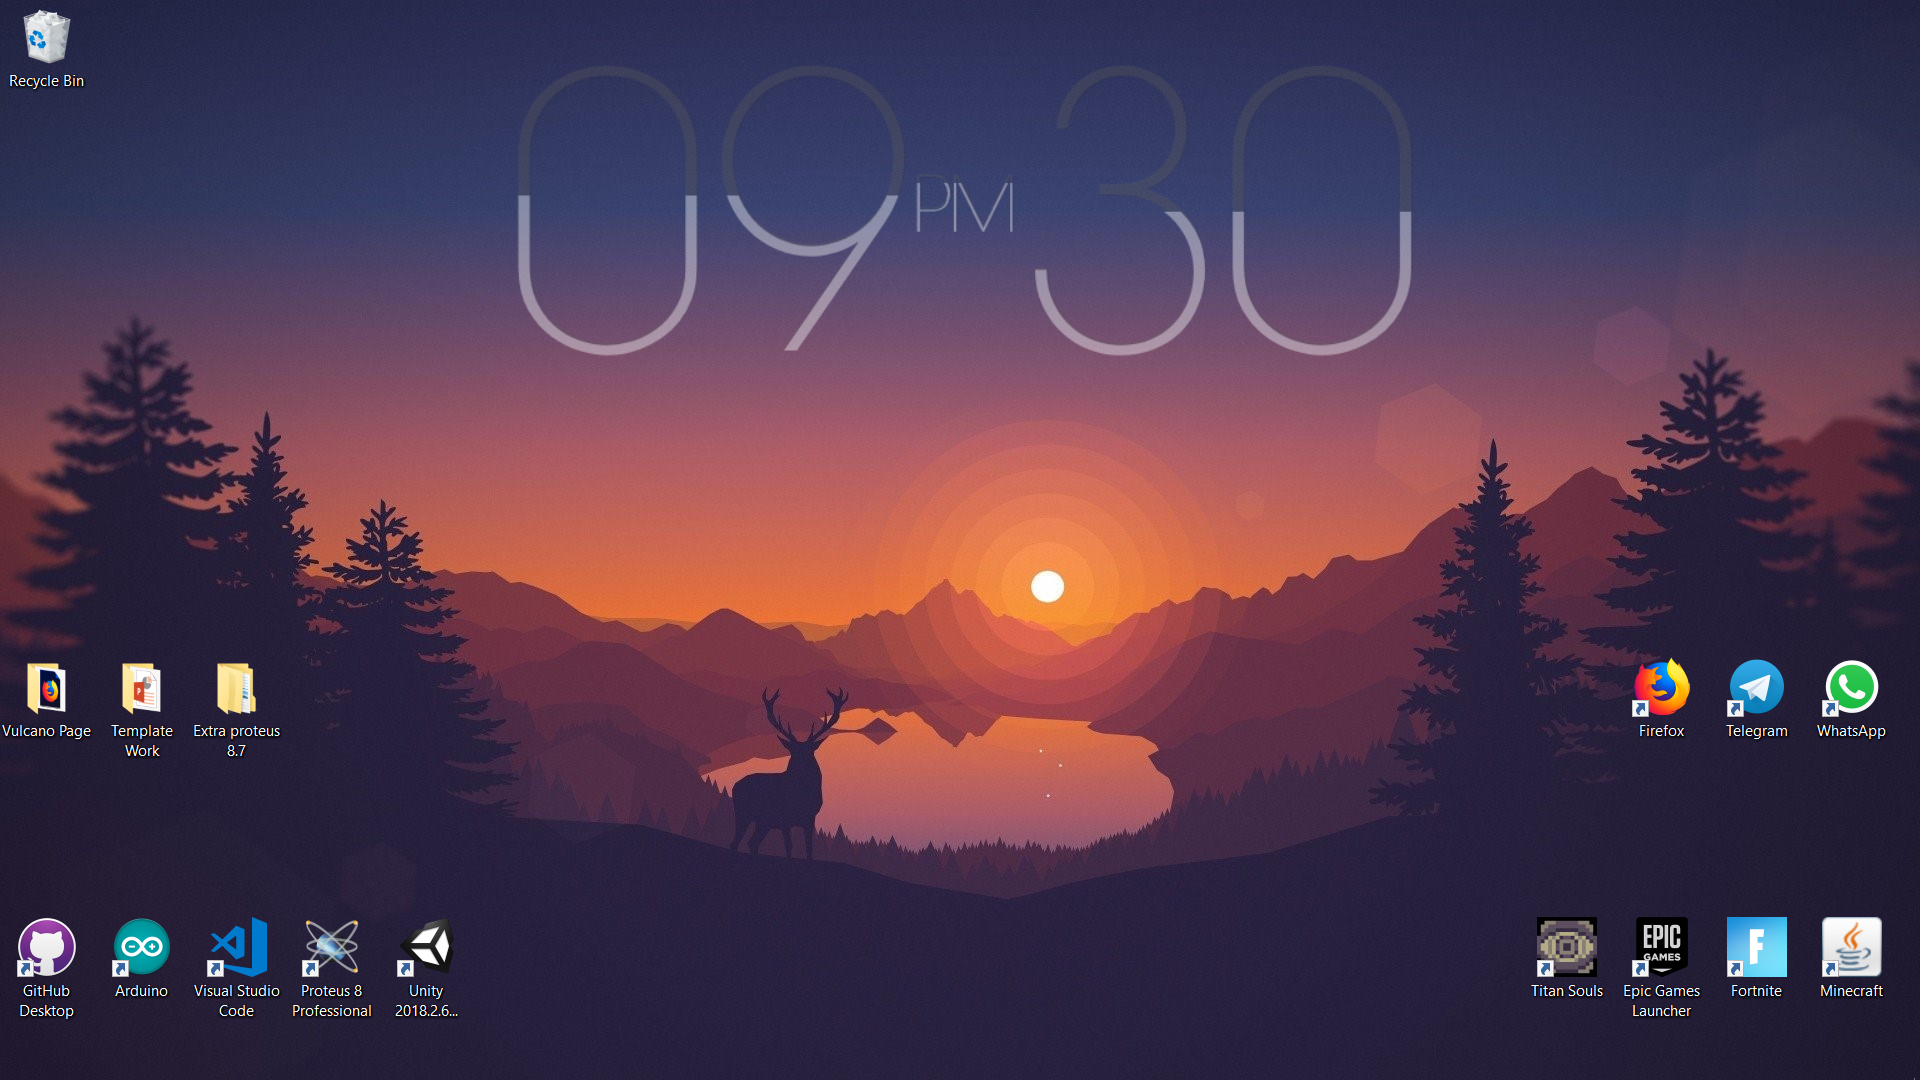 Recycle Bin
09 PM 30
Vulcano Page
Template
Work
Extra proteus
8.7
Firefox
Telegram
WhatsApp
GitHub
Desktop
Arduino
Visual Studio
Code
Proteus 8
Professional
Unity
2018.2.6...
Titan Souls
EPIC
GAMES
Epic Games
Launcher
F
Fortnite
Minecraft